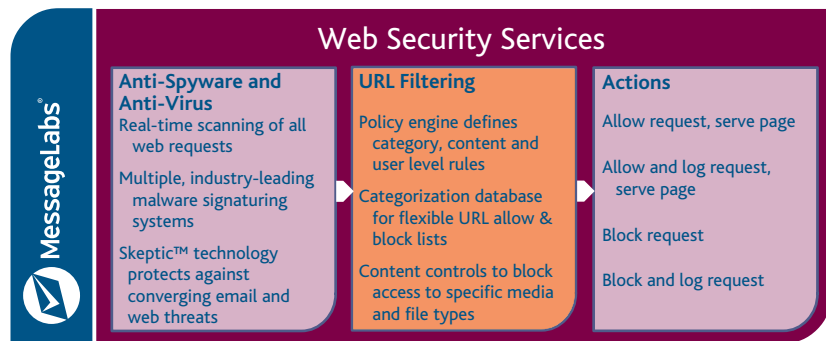 MessageLabs®
Web Security Services
Anti-Spyware and
Anti-Virus
Real-time scanning of all
web requests
Multiple, industry-leading
malware signaturing
systems
Skeptic™ technology
protects against
converging email and
web threats
URL Filtering
Policy engine defines
category, content and
user level rules
Categorization database
for flexible URL allow &
block lists
Content controls to block
access to specific media
and file types
Actions
Allow request, serve page
Allow and log request,
serve page
Block request
Block and log request